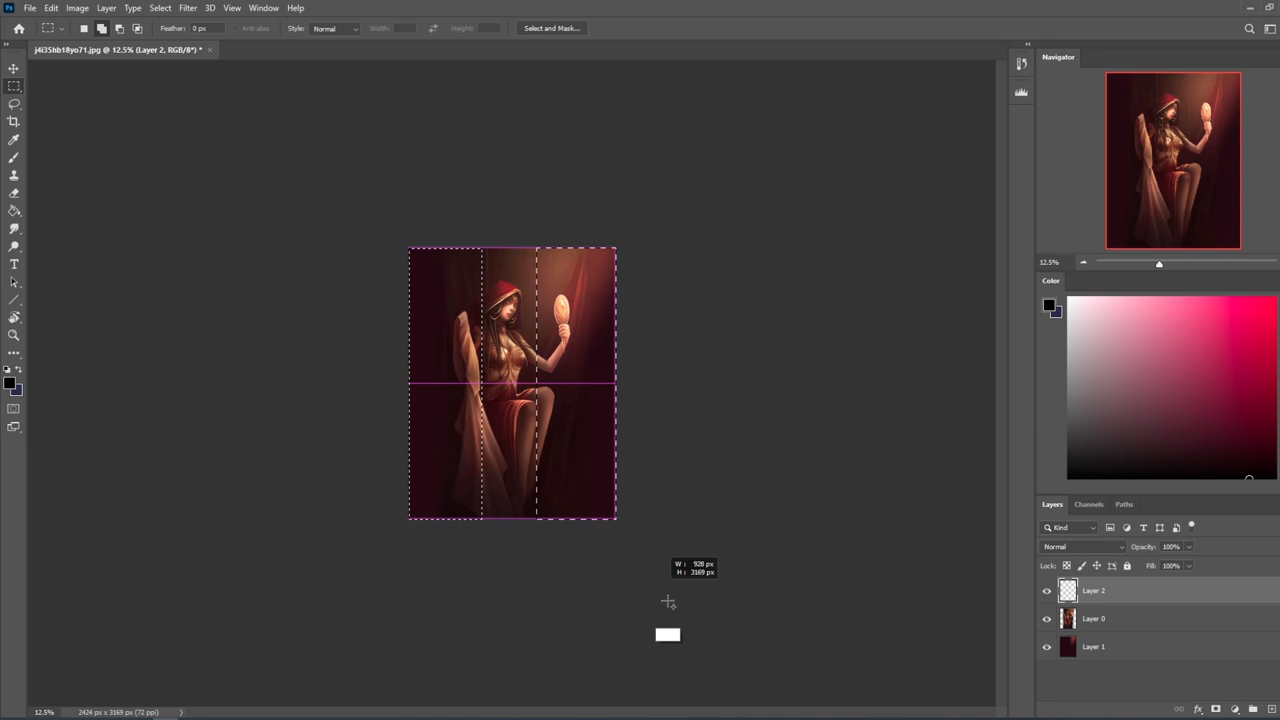 Ps File Edit Image Layer Type Select Filter 3D View Window Help
Feather: 0 px Anti-alias Style: Normal Width: Height: Select and Mask...
j4i35hb18yo71.jpg @ 12.5% (Layer 2, RGB/8*) * ×
Navigator
12.5%
Color
W : 928 px
H : 3169 px
Layers Channels Paths
Kind
Normal Opacity: 100%
Lock: Fill: 100%
Layer 2
Layer 0
Layer 1
fx
12.5% 2424 px x 3169 px (72 ppi)